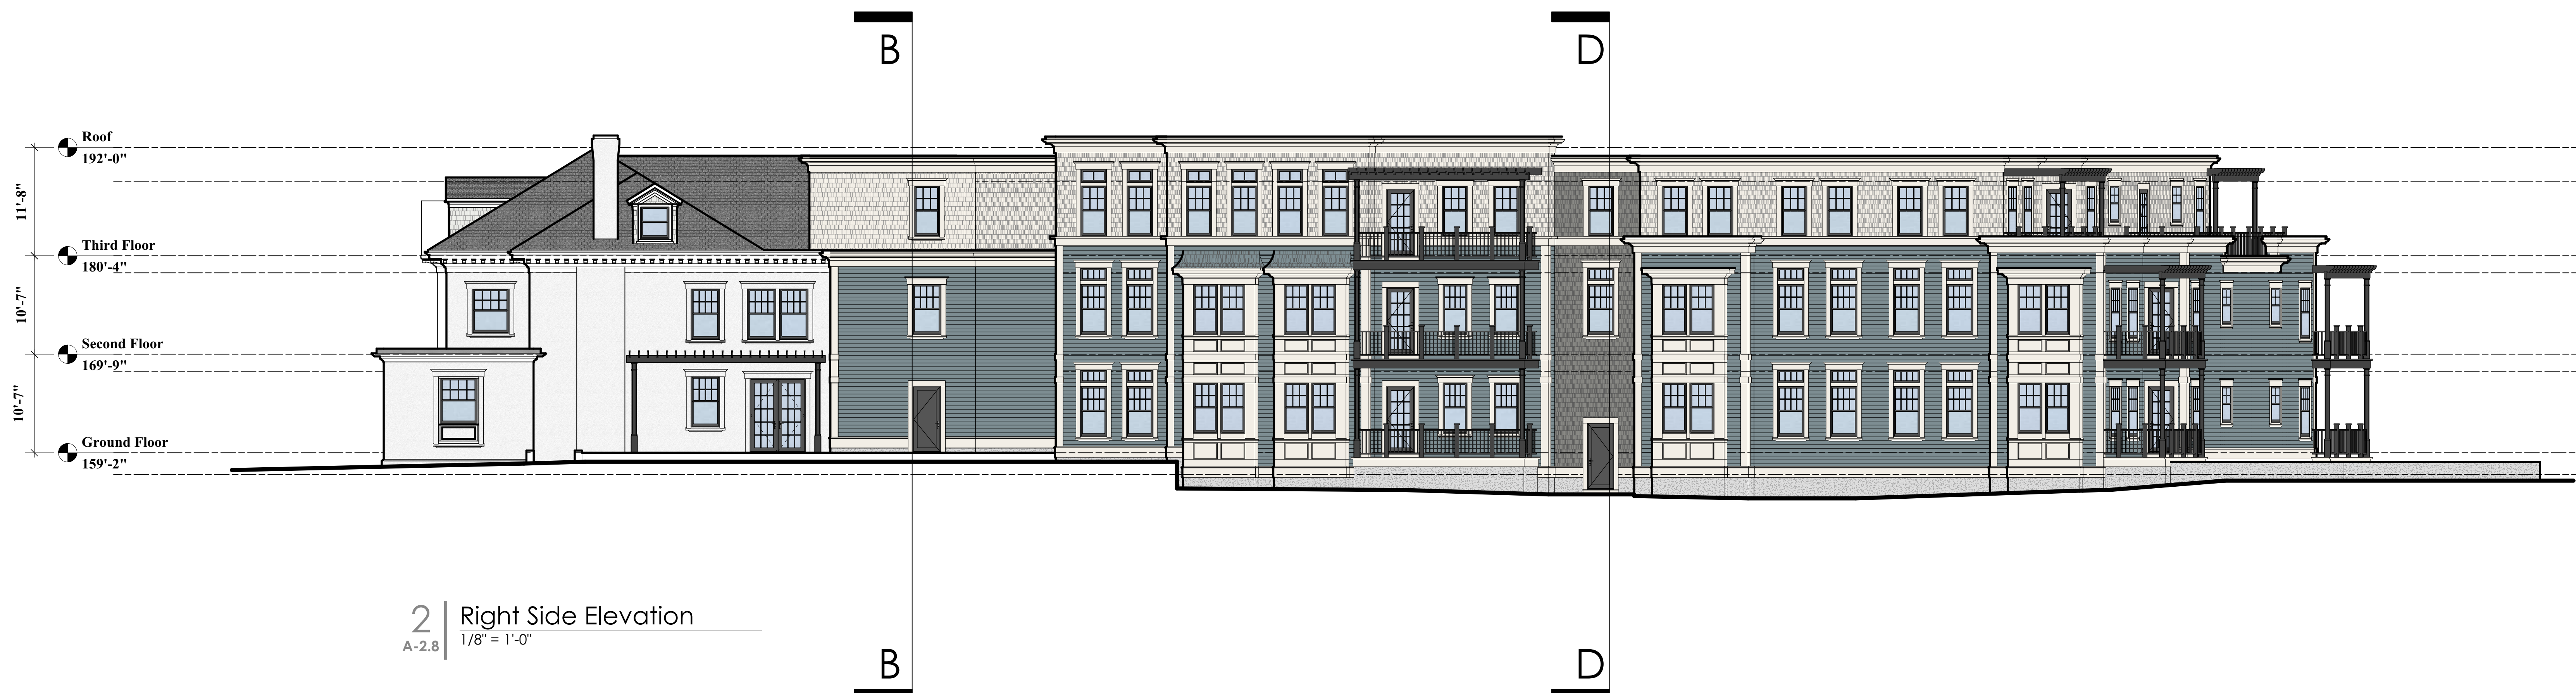 B
D
Roof
192'-0"
11'-8"
Third Floor
180'-4"
10'-7"
Second Floor
169'-9"
10'-7"
Ground Floor
159'-2"
2
A-2.8
Right Side Elevation
1/8" = 1'-0"
B
D